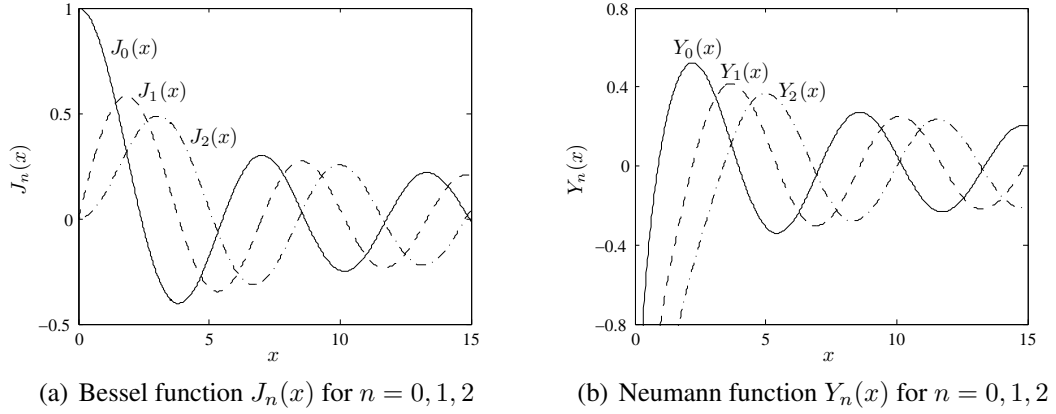 1
0.5
0
−0.5
0
5
10
15
x
J_n(x)
J_0(x)
J_1(x)
J_2(x)
(a) Bessel function J_n(x) for n = 0, 1, 2
0.8
0.4
0
−0.4
−0.8
0
5
10
15
x
Y_n(x)
Y_0(x)
Y_1(x)
Y_2(x)
(b) Neumann function Y_n(x) for n = 0, 1, 2